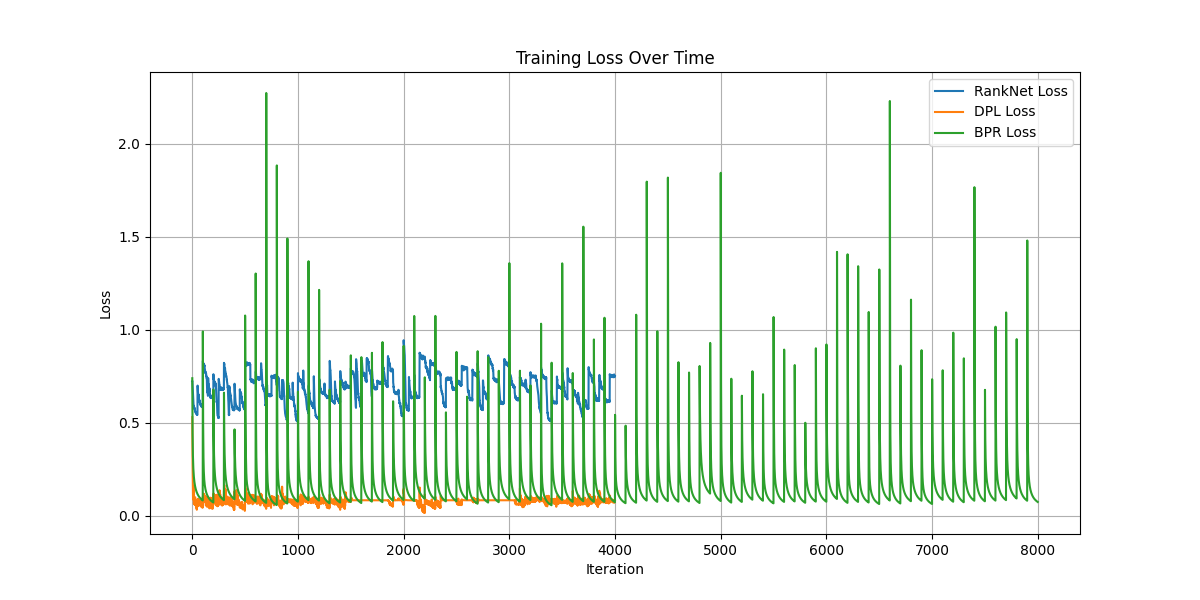 Training Loss Over Time
RankNet Loss
DPL Loss
BPR Loss
2.0
1.5
1.0
0.5
0.0
Loss
0 1000 2000 3000 4000 5000 6000 7000 8000
Iteration